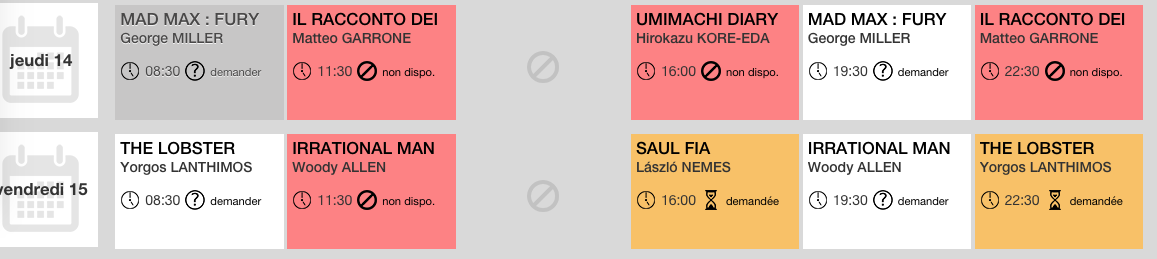 jeudi 14
MAD MAX : FURY
George MILLER
08:30 demander
IL RACCONTO DEI
Matteo GARRONE
11:30 non dispo.
UMIMACHI DIARY
Hirokazu KORE-EDA
16:00 non dispo.
MAD MAX : FURY
George MILLER
19:30 demander
IL RACCONTO DEI
Matteo GARRONE
22:30 non dispo.
vendredi 15
THE LOBSTER
Yorgos LANTHIMOS
08:30 demander
IRRATIONAL MAN
Woody ALLEN
11:30 non dispo.
SAUL FIA
László NEMES
16:00 demandée
IRRATIONAL MAN
Woody ALLEN
19:30 demander
THE LOBSTER
Yorgos LANTHIMOS
22:30 demandée